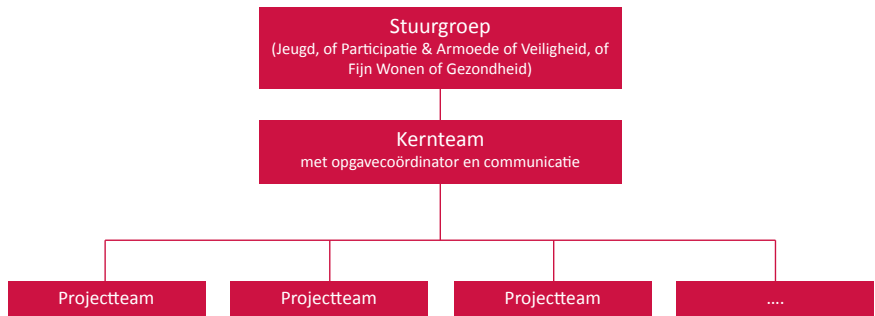 Stuurgroep
(Jeugd, of Participatie & Armoede of Veiligheid, of
Fijn Wonen of Gezondheid)
Kernteam
met opgavecoördinator en communicatie
Projectteam
Projectteam
Projectteam
....